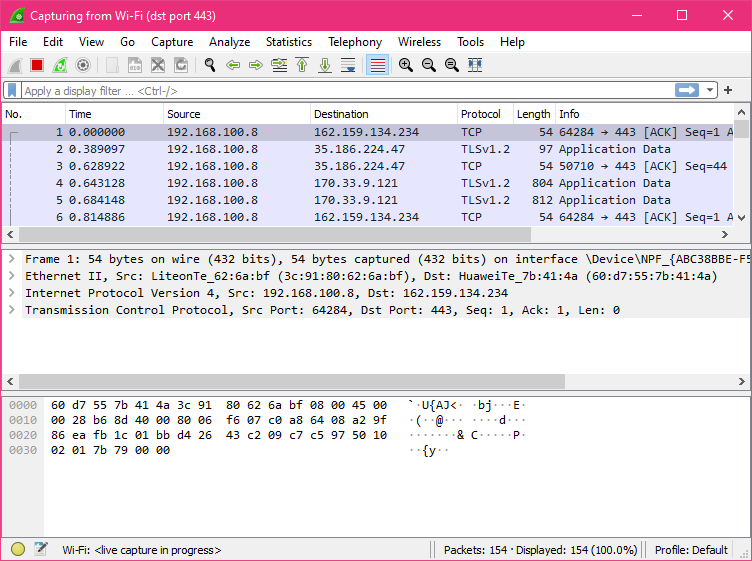 Capturing from Wi-Fi (dst port 443)
File Edit View Go Capture Analyze Statistics Telephony Wireless Tools Help
Apply a display filter … <Ctrl-/>
No. Time Source Destination Protocol Length Info
1 0.000000 192.168.100.8 162.159.134.234 TCP 54 64284 → 443 [ACK] Seq=1 A
2 0.389097 192.168.100.8 35.186.224.47 TLSv1.2 97 Application Data
3 0.628922 192.168.100.8 35.186.224.47 TCP 54 50710 → 443 [ACK] Seq=44
4 0.643128 192.168.100.8 170.33.9.121 TLSv1.2 804 Application Data
5 0.684148 192.168.100.8 170.33.9.121 TLSv1.2 812 Application Data
6 0.814886 192.168.100.8 162.159.134.234 TCP 54 64284 → 443 [ACK] Seq=1 A
Frame 1: 54 bytes on wire (432 bits), 54 bytes captured (432 bits) on interface \Device\NPF_{ABC38BBE-F5
Ethernet II, Src: LiteonTe_62:6a:bf (3c:91:80:62:6a:bf), Dst: HuaweiTe_7b:41:4a (60:d7:55:7b:41:4a)
Internet Protocol Version 4, Src: 192.168.100.8, Dst: 162.159.134.234
Transmission Control Protocol, Src Port: 64284, Dst Port: 443, Seq: 1, Ack: 1, Len: 0
0000 60 d7 55 7b 41 4a 3c 91 80 62 6a bf 08 00 45 00 `·U{AJ<· ·bj···E·
0010 00 28 b6 8d 40 00 80 06 f6 07 c0 a8 64 08 a2 9f ·(··@··· ····d···
0020 86 ea fb 1c 01 bb d4 26 43 c2 09 c7 c5 97 50 10 ·······& C·····P·
0030 02 01 7b 79 00 00 ··{y··
Wi-Fi: <live capture in progress> Packets: 154 · Displayed: 154 (100.0%) Profile: Default